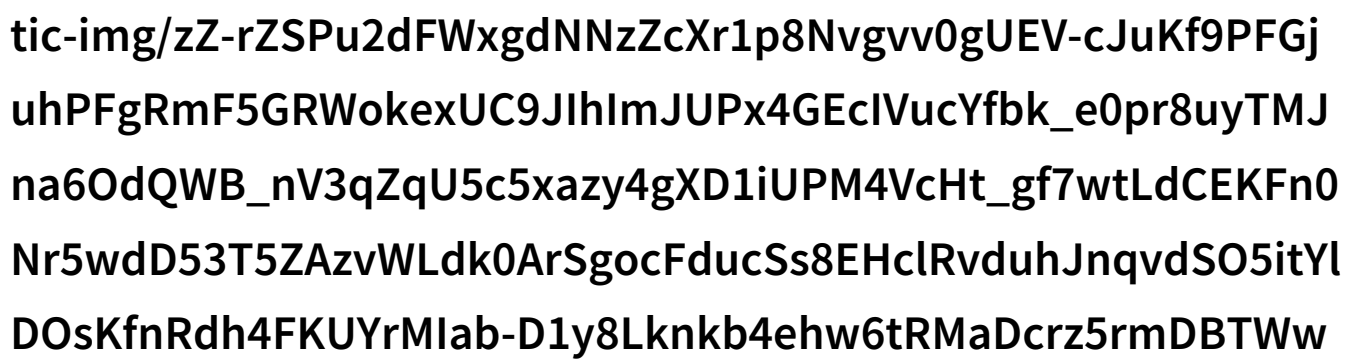 tic-img/zZ-rZSPu2dFWxgdNNzZcXr1p8Nvgvv0gUEV-cJuKf9PFGj
uhPFgRmF5GRWokexUC9JIhImJUPx4GEcIVucYfbk_e0pr8uyTMJ
na6OdQWB_nV3qZqU5c5xazy4gXD1iUPM4VcHt_gf7wtLdCEKFn0
Nr5wdD53T5ZAzvWLdk0ArSgocFducSs8EHclRvduhJnqvdSO5itYl
DOsKfnRdh4FKUYrMIab-D1y8Lknkb4ehw6tRMaDcrz5rmDBTWw